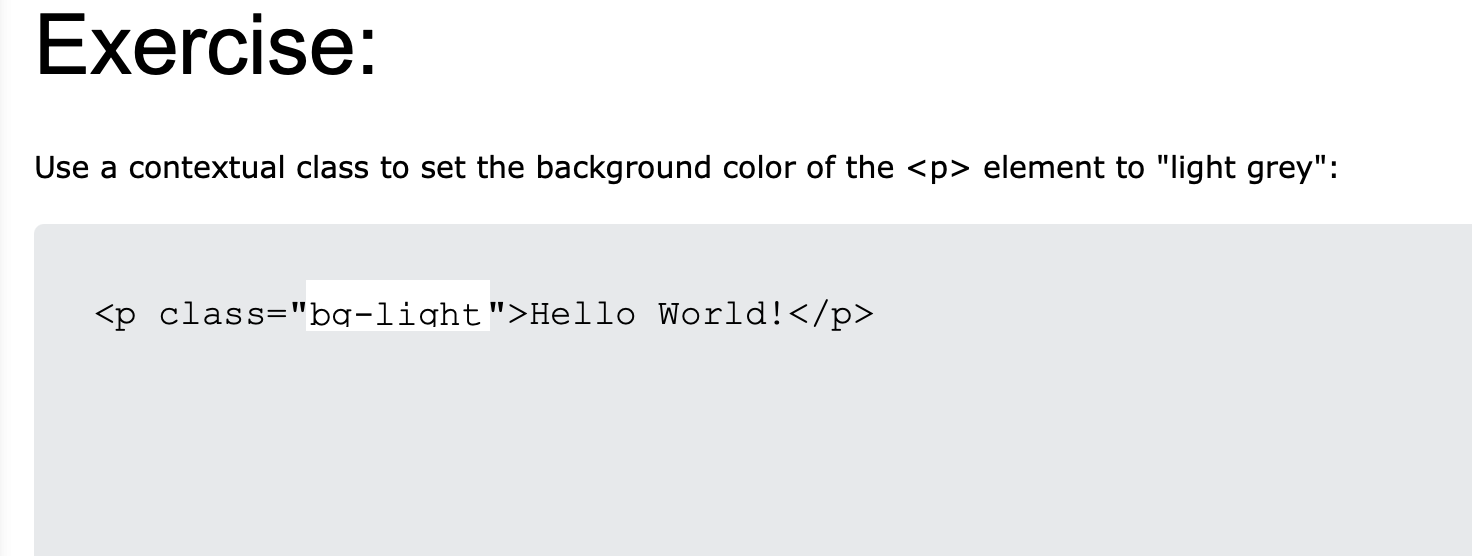 Exercise:
Use a contextual class to set the background color of the <p> element to "light grey":
<p class="bg-light">Hello World!</p>